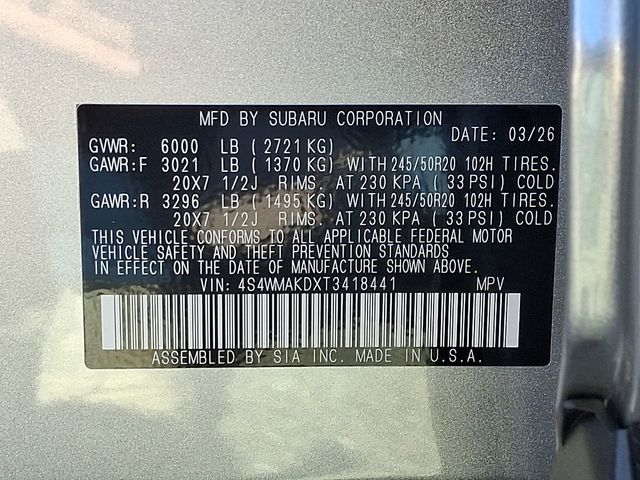 MFD BY SUBARU CORPORATION
DATE: 03/26
GVWR: 6000 LB (2721 KG)
GAWR:F 3021 LB (1370 KG) WITH 245/50R20 102H TIRES.
20X7 1/2J RIMS. AT 230 KPA (33 PSI) COLD
GAWR:R 3296 LB (1495 KG) WITH 245/50R20 102H TIRES.
20X7 1/2J RIMS. AT 230 KPA (33 PSI) COLD
THIS VEHICLE CONFORMS TO ALL APPLICABLE FEDERAL MOTOR
VEHICLE SAFETY AND THEFT PREVENTION STANDARDS
IN EFFECT ON THE DATE OF MANUFACTURE SHOWN ABOVE.
VIN: 4S4WMAKDXT3418441 MPV
ASSEMBLED BY SIA INC. MADE IN U.S.A.